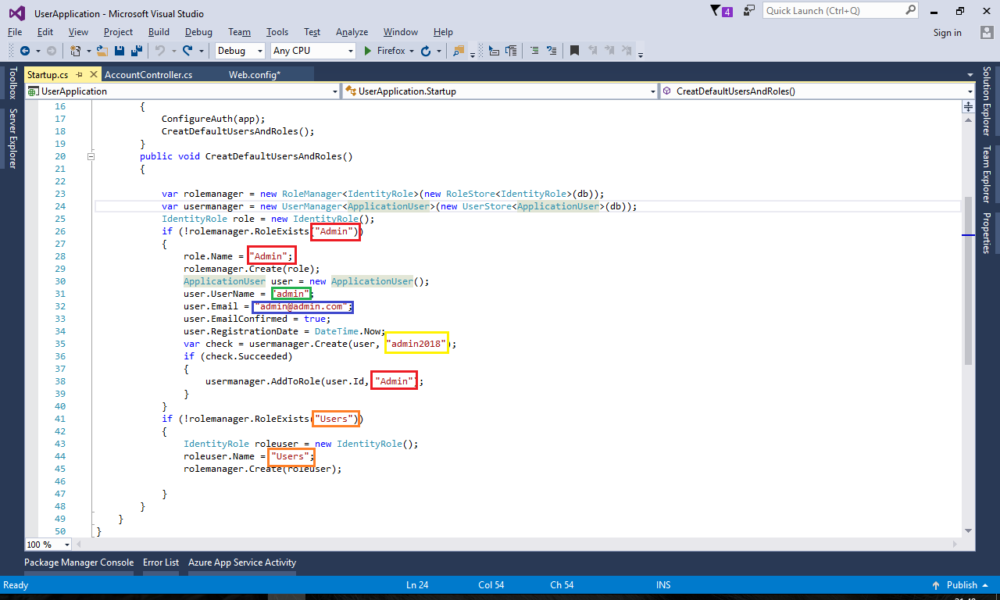 UserApplication - Microsoft Visual Studio
4
Quick Launch (Ctrl+Q)
File Edit View Project Build Debug Team Tools Test Analyze Window Help
Sign in
Debug Any CPU Firefox
Startup.cs AccountController.cs Web.config*
UserApplication UserApplication.Startup CreatDefaultUsersAndRoles()
Toolbox
Server Explorer
16 {
17 ConfigureAuth(app);
18 CreatDefaultUsersAndRoles();
19 }
20 public void CreatDefaultUsersAndRoles()
21 {
22
23 var rolemanager = new RoleManager<IdentityRole>(new RoleStore<IdentityRole>(db));
24 var usermanager = new UserManager<ApplicationUser>(new UserStore<ApplicationUser>(db));
25 IdentityRole role = new IdentityRole();
26 if (!rolemanager.RoleExists("Admin"))
27 {
28 role.Name = "Admin";
29 rolemanager.Create(role);
30 ApplicationUser user = new ApplicationUser();
31 user.UserName = "admin";
32 user.Email = "admin@admin.com";
33 user.EmailConfirmed = true;
34 user.RegistrationDate = DateTime.Now;
35 var check = usermanager.Create(user, "admin2018");
36 if (check.Succeeded)
37 {
38 usermanager.AddToRole(user.Id, "Admin");
39 }
40 }
41 if (!rolemanager.RoleExists("Users"))
42 {
43 IdentityRole roleuser = new IdentityRole();
44 roleuser.Name = "Users";
45 rolemanager.Create(roleuser);
46
47 }
48 }
49 }
50 }
Solution Explorer
Team Explorer
Properties
100 %
Package Manager Console Error List Azure App Service Activity
Ready Ln 24 Col 54 Ch 54 INS Publish